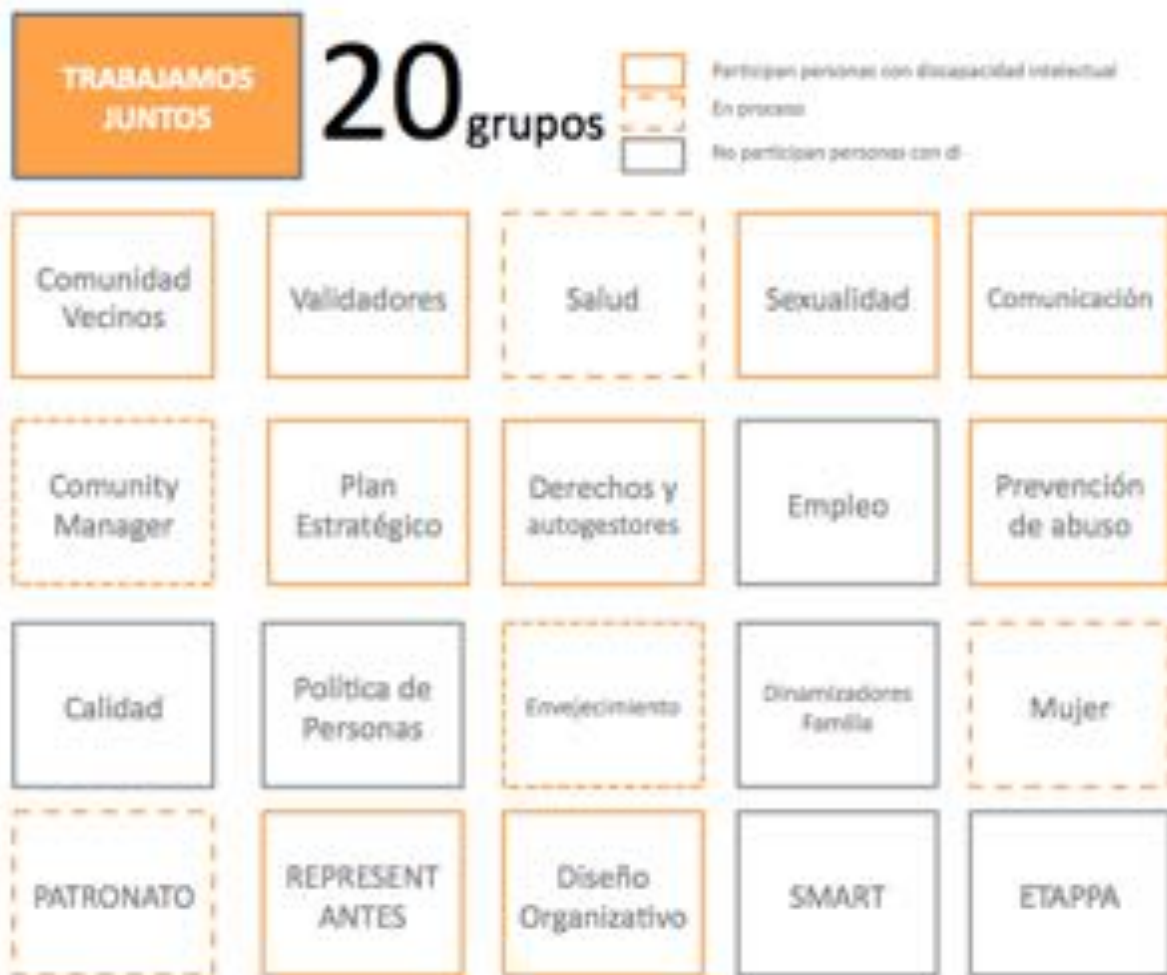 TRABAJAMOS
JUNTOS
20 grupos
Participan personas con discapacidad intelectual
En proceso
No participan personas con di
Comunidad
Vecinos
Validadores
Salud
Sexualidad
Comunicación
Comunity
Manager
Plan
Estratégico
Derechos y
autogestores
Empleo
Prevención
de abuso
Calidad
Política de
Personas
Envejecimiento
Dinamizadores
Familia
Mujer
PATRONATO
REPRESENT
ANTES
Diseño
Organizativo
SMART
ETAPPA